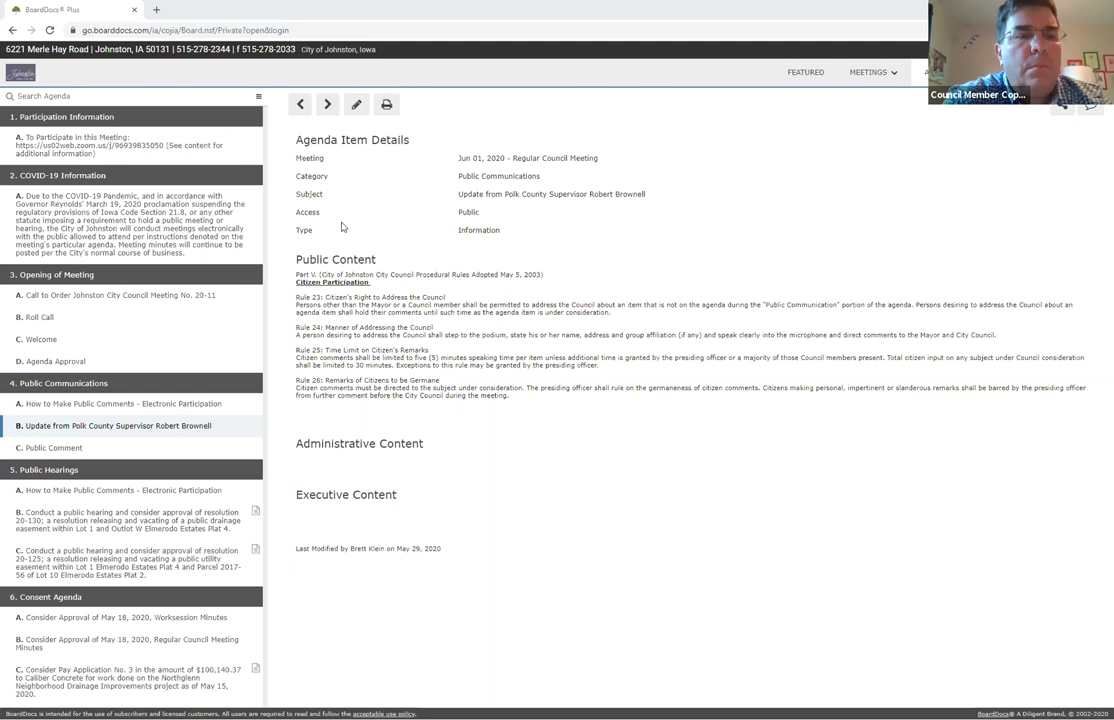 BoardDocs® Plus
go.boarddocs.com/ia/cojia/Board.nsf/Private?open&login
6221 Merle Hay Road | Johnston, IA 50131 | 515-278-2344 | f 515-278-2033 City of Johnston, Iowa
Johnston
FEATURED
MEETINGS
Council Member Cop...
Search Agenda
1. Participation Information
A. To Participate in this Meeting:
https://us02web.zoom.us/j/96939835050 (See content for
additional information)
2. COVID-19 Information
A. Due to the COVID-19 Pandemic, and in accordance with
Governor Reynolds' March 19, 2020 proclamation suspending
the regulatory provisions of Iowa Code Section 21.8, or any other
statute imposing a requirement to hold a public meeting or
hearing, the City of Johnston will conduct meetings electronically
with the public allowed to attend per instructions denoted on the
meeting's particular agenda. Meeting minutes will continue to be
posted per the City's normal course of business.
3. Opening of Meeting
A. Call to Order Johnston City Council Meeting No. 20-11
B. Roll Call
C. Welcome
D. Agenda Approval
4. Public Communications
A. How to Make Public Comments - Electronic Participation
B. Update from Polk County Supervisor Robert Brownell
C. Public Comment
5. Public Hearings
A. How to Make Public Comments - Electronic Participation
B. Conduct a public hearing and consider approval of resolution
20-130; a resolution releasing and vacating of a public drainage
easement within Lot 1 and Outlot W Elmerodo Estates Plat 4.
C. Conduct a public hearing and consider approval of resolution
20-125; a resolution releasing and vacating a public utility
easement within Lot 1 Elmerodo Estates Plat 4 and Parcel 2017-
56 of Lot 10 Elmerodo Estates Plat 2.
6. Consent Agenda
A. Consider Approval of May 18, 2020, Worksession Minutes
B. Consider Approval of May 18, 2020, Regular Council Meeting
Minutes
C. Consider Pay Application No. 3 in the amount of $100,140.37
to Caliber Concrete for work done on the Northglenn
Neighborhood Drainage Improvements project as of May 15,
2020.
Agenda Item Details
Meeting Jun 01, 2020 - Regular Council Meeting
Category Public Communications
Subject Update from Polk County Supervisor Robert Brownell
Access Public
Type Information
Public Content
Part V. (City of Johnston City Council Procedural Rules Adopted May 5, 2003)
Citizen Participation
Rule 23: Citizen's Right to Address the Council
Persons other than the Mayor or a Council member shall be permitted to address the Council about an item that is not on the agenda during the "Public Communication" portion of the agenda. Persons desiring to address the Council about an
agenda item shall hold their comments until such time as the agenda item is under consideration.
Rule 24: Manner of Addressing the Council
A person desiring to address the Council shall step to the podium, state his or her name, address and group affiliation (if any) and speak clearly into the microphone and direct comments to the Mayor and City Council.
Rule 25: Time Limit on Citizen's Remarks
Citizen comments shall be limited to five (5) minutes speaking time per item unless additional time is granted by the presiding officer or a majority of those Council members present. Total citizen input on any subject under Council consideration
shall be limited to 30 minutes. Exceptions to this rule may be granted by the presiding officer.
Rule 26: Remarks of Citizens to be Germane
Citizen comments must be directed to the subject under consideration. The presiding officer shall rule on the germaneness of citizen comments. Citizens making personal, impertinent or slanderous remarks shall be barred by the presiding officer
from further comment before the City Council during the meeting.
Administrative Content
Executive Content
Last Modified by Brett Klein on May 29, 2020
BoardDocs is intended for the use of subscribers and licensed customers. All users are required to read and follow the acceptable use policy.
BoardDocs® A Diligent Brand, © 2002-2020